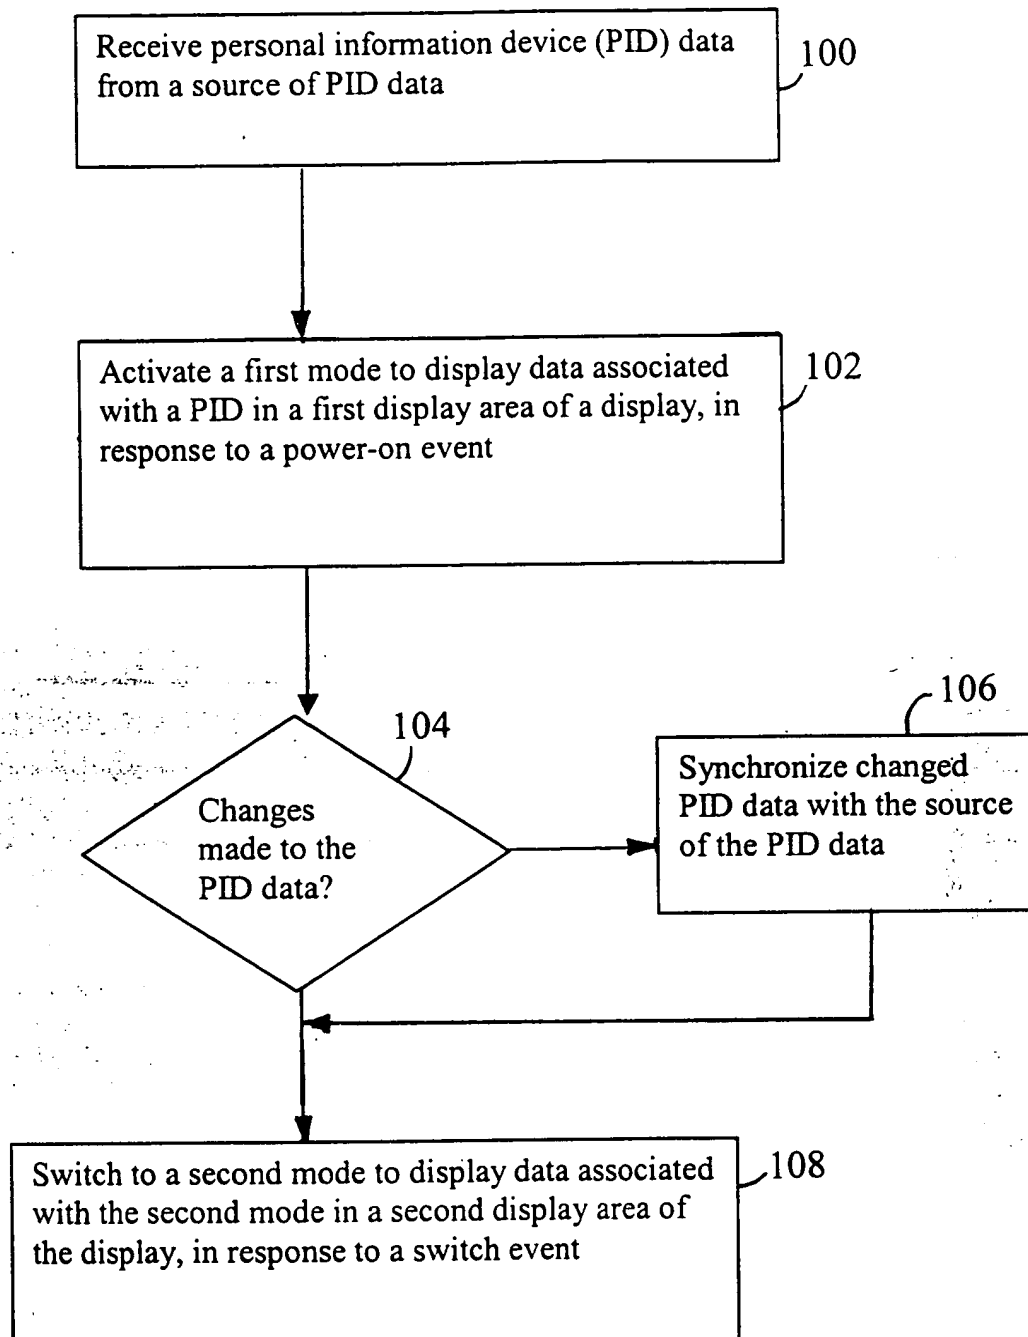 Receive personal information device (PID) data
from a source of PID data
100
Activate a first mode to display data associated
with a PID in a first display area of a display, in
response to a power-on event
102
104
Changes
made to the
PID data?
106
Synchronize changed
PID data with the source
of the PID data
Switch to a second mode to display data associated
with the second mode in a second display area of
the display, in response to a switch event
108